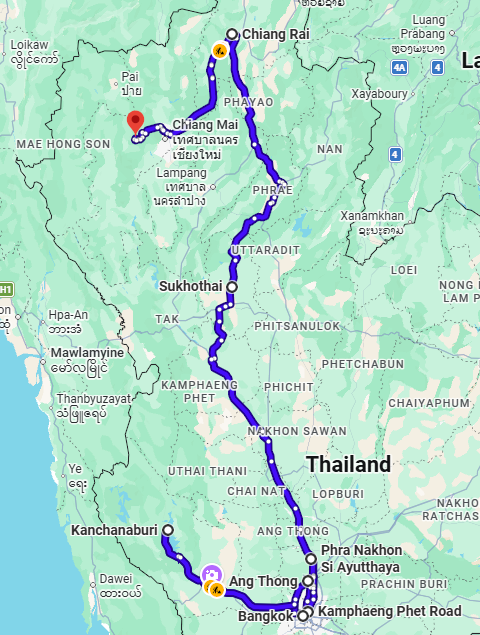 Loikaw
လွိုင်ကော်
Chiang Rai
Luang
Prabang
ຫຼວງພະບາງ
4A
4
La
Pai
ปาย
Xayaboury
PHAYAO
Chiang Mai
เทศบาลนคร
เชียงใหม่
MAE HONG SON
NAN
4
Lampang
เทศบาล
นครลำปาง
PHRAE
Xanamkhan
ຊະນະຄາມ
UTTARADIT
LOEI
H1
Sukhothai
NONG
LAM P
Hpa-An
ဘားအံ
TAK
PHITSANULOK
Mawlamyine
မော်လမြိုင်
PHETCHABUN
KAMPHAENG
PHET
PHICHIT
CHAIYAPHUM
Thanbyuzayat
သံဖြူဇရပ်
NAKHON SAWAN
Ye
ရေး
UTHAI THANI
Thailand
CHAI NAT
LOPBURI
NAKHO
RATCHAS
Kanchanaburi
ANG THONG
Phra Nakhon
Si Ayutthaya
Dawei
ထားဝယ်
Ang Thong
PRACHIN BURI
Kamphaeng Phet Road
Bangkok